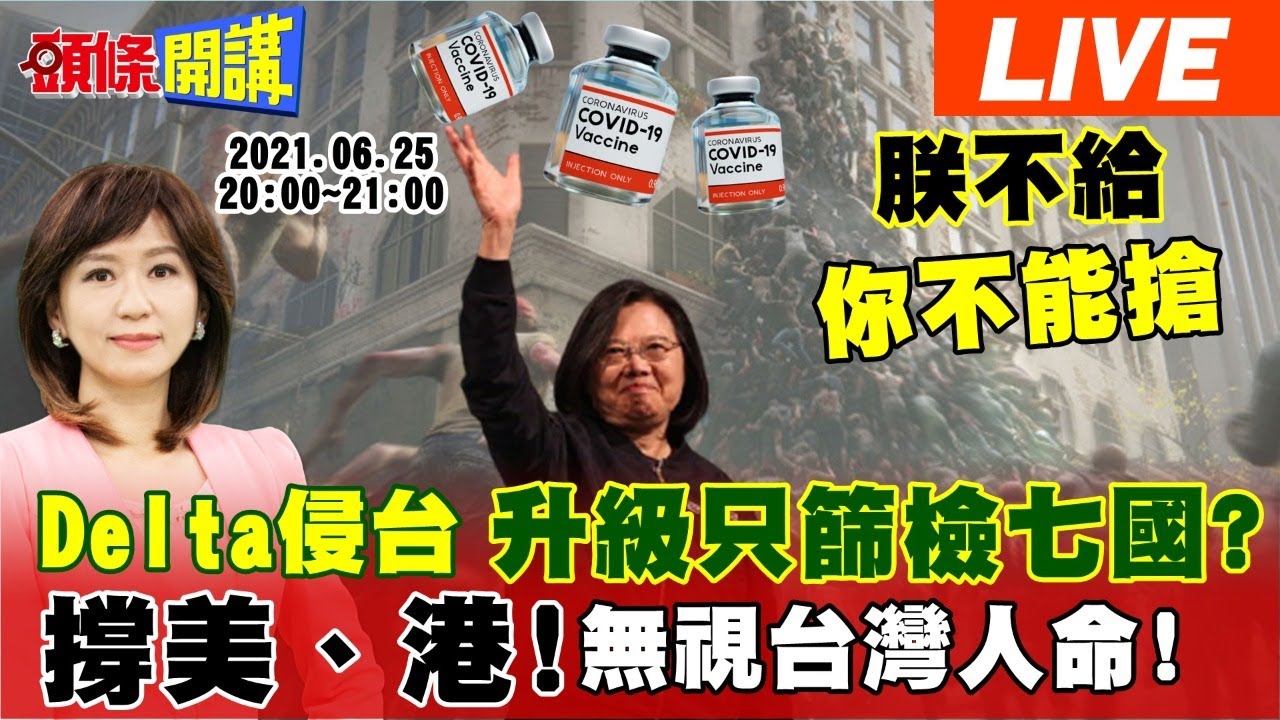 頭條開講
LIVE
2021.06.25
20:00~21:00
CORONAVIRUS
COVID-19
Vaccine
INJECTION ONLY
CORONAVIRUS
COVID-19
Vaccine
INJECTION ONLY
CORONAVIRUS
COVID-19
Vaccine
INJECTION ONLY
朕不給
你不能搶
Delta侵台 升級只篩檢七國?
撐美、港!無視台灣人命!